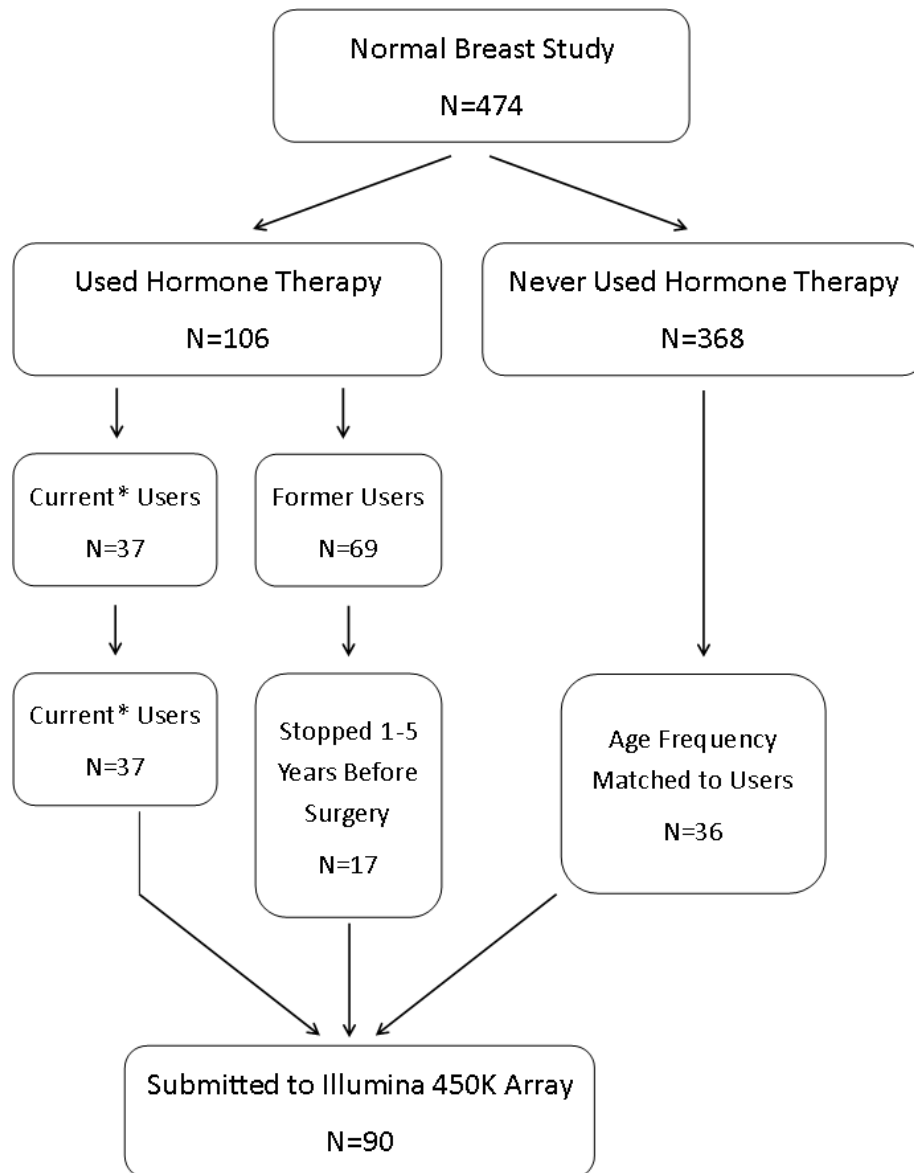 Normal Breast Study
N=474
Used Hormone Therapy
N=106
Never Used Hormone Therapy
N=368
Current* Users
N=37
Former Users
N=69
Current* Users
N=37
Stopped 1-5
Years Before
Surgery
N=17
Age Frequency
Matched to Users
N=36
Submitted to Illumina 450K Array
N=90